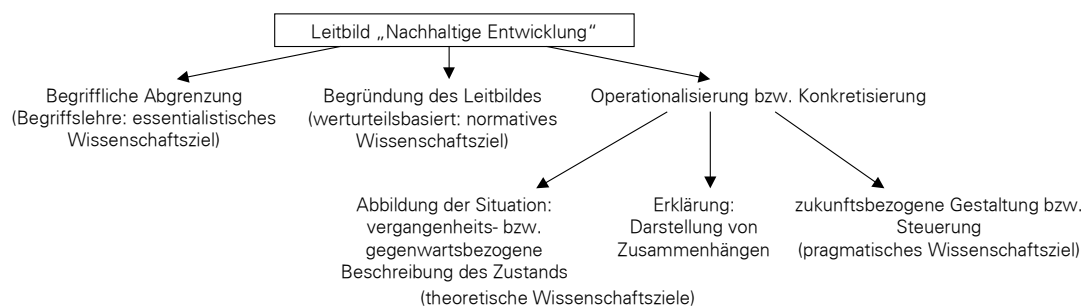 Leitbild „Nachhaltige Entwicklung“
Begriffliche Abgrenzung
(Begriffslehre: essentialistisches
Wissenschaftsziel)
Begründung des Leitbildes
(werturteilsbasiert: normatives
Wissenschaftsziel)
Operationalisierung bzw. Konkretisierung
Abbildung der Situation:
vergangenheits- bzw.
gegenwartsbezogene
Beschreibung des Zustands
Erklärung:
Darstellung von
Zusammenhängen
(theoretische Wissenschaftsziele)
zukunftsbezogene Gestaltung bzw.
Steuerung
(pragmatisches Wissenschaftsziel)